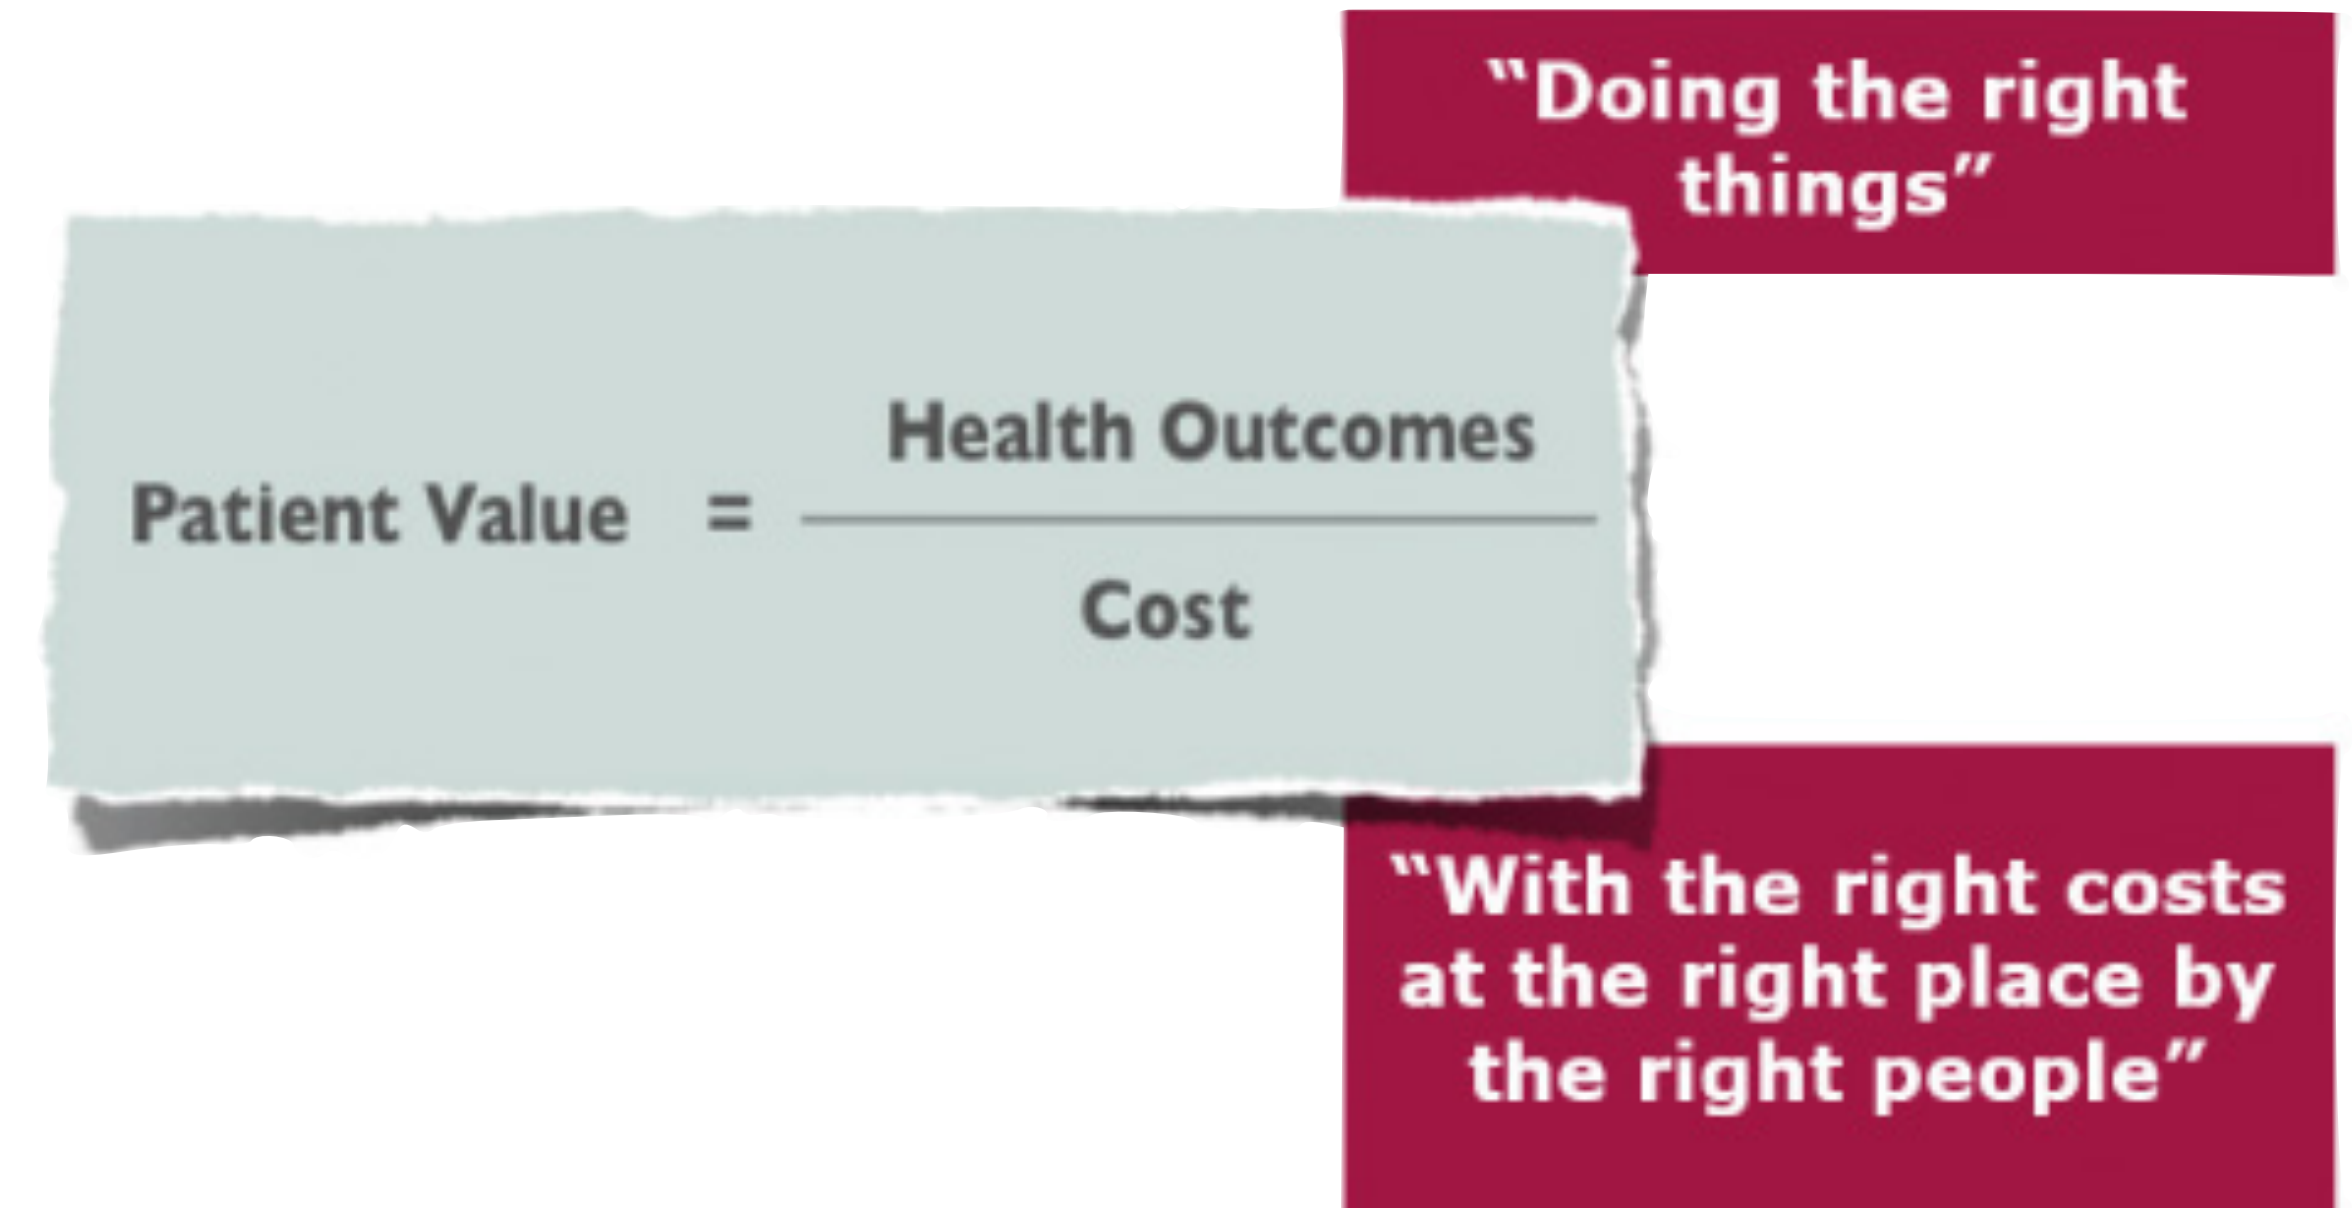 “Doing the right
things”
Health Outcomes
Patient Value =
Cost
“With the right costs
at the right place by
the right people”